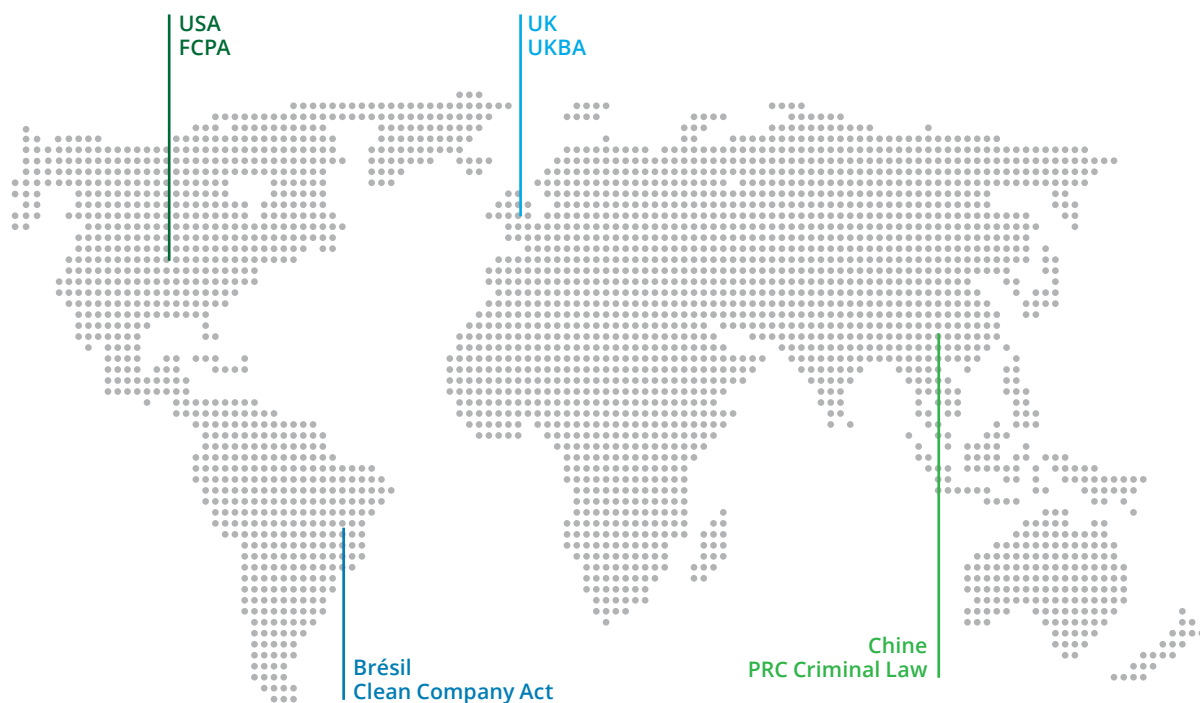 USA
FCPA
UK
UKBA
Chine
PRC Criminal Law
Brésil
Clean Company Act